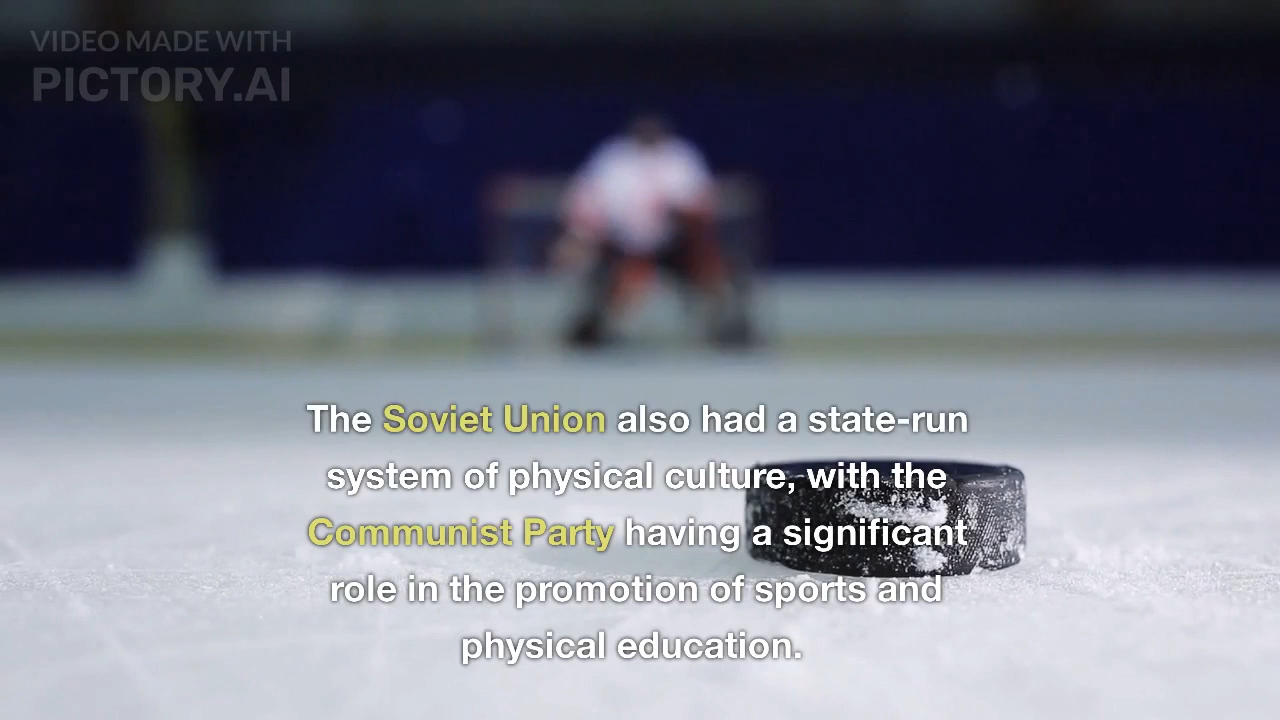 VIDEO MADE WITH
PICTORY.AI
The Soviet Union also had a state-run
system of physical culture, with the
Communist Party having a significant
role in the promotion of sports and
physical education.